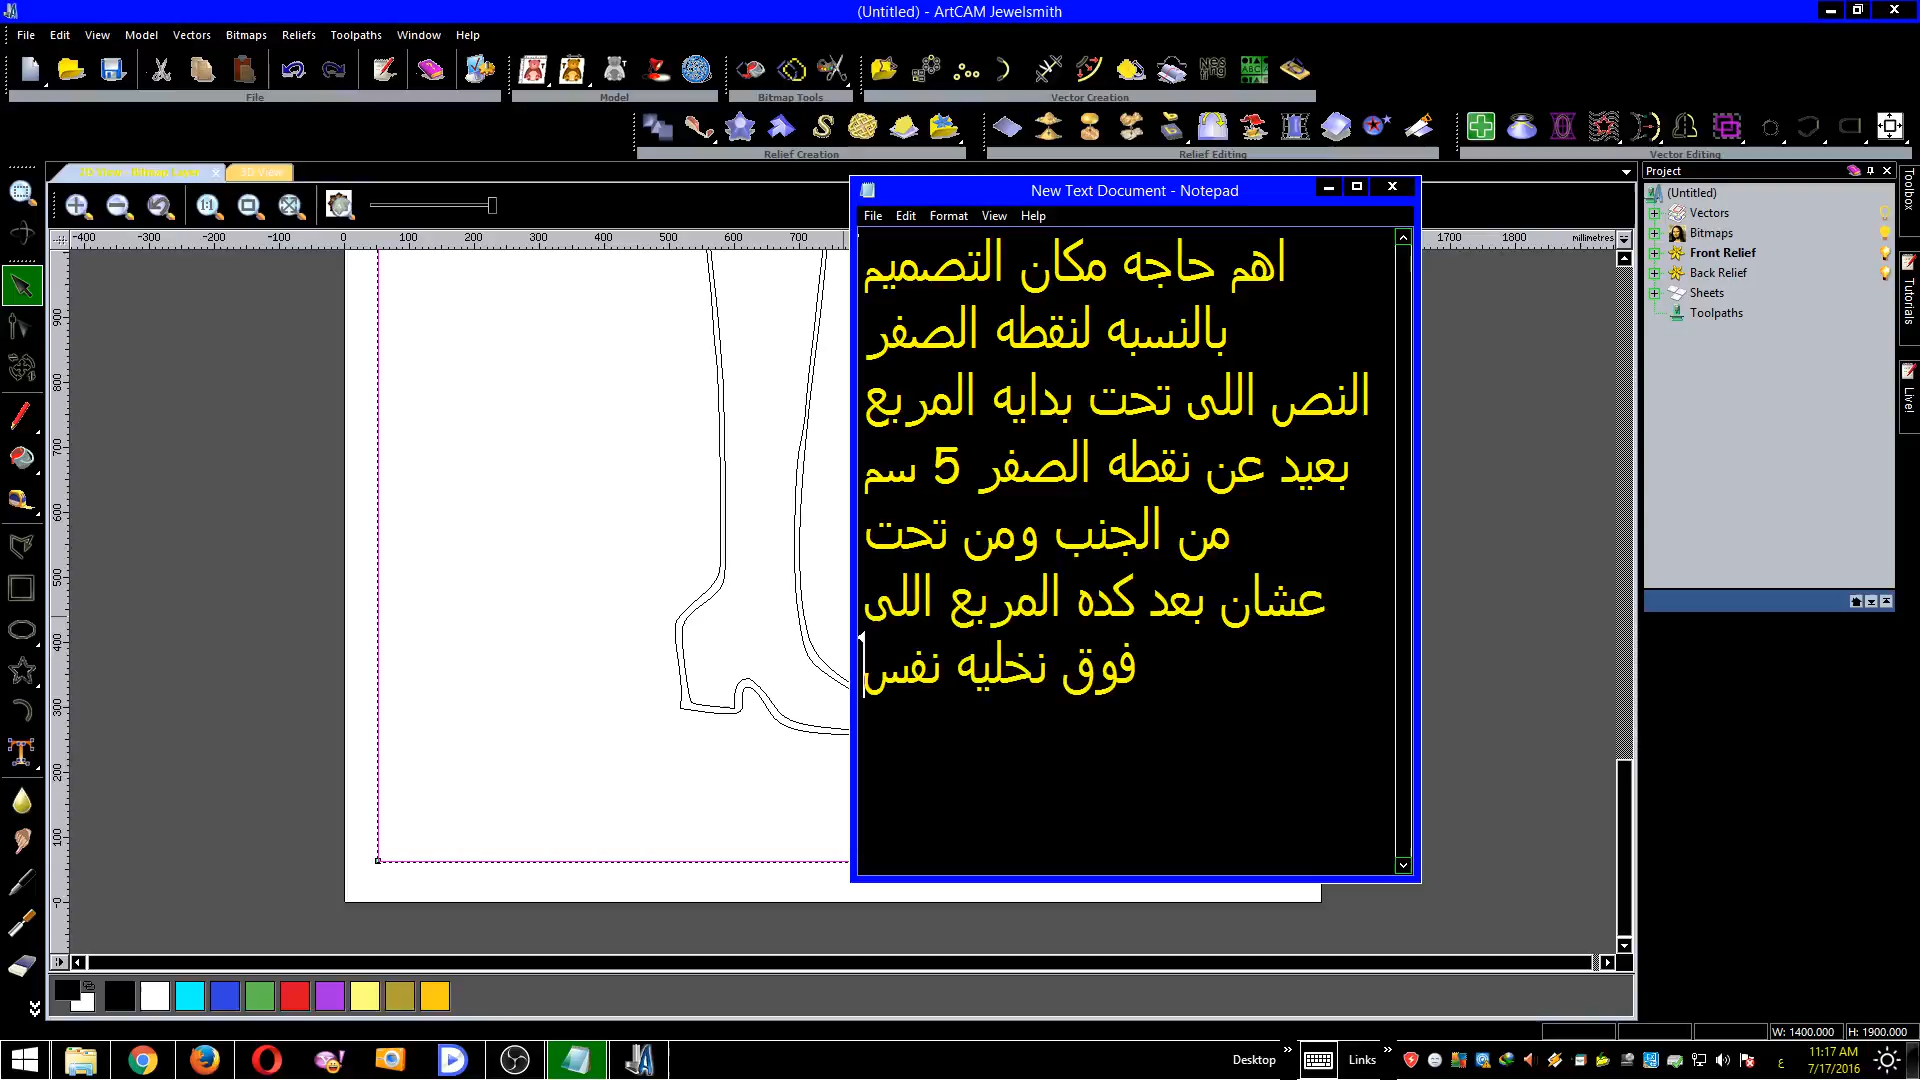 (Untitled) - ArtCAM Jewelsmith
File Edit View Model Vectors Bitmaps Reliefs Toolpaths Window Help
File Model Bitmap Tools Vector Creation
Relief Creation Relief Editing Vector Editing
2D View - Bitmap Layer 3D View
-400 -300 -200 -100 0 100 200 300 400 500 600 700 1700 1800 millimetres
900
800
700
600
500
400
300
200
100
-0
New Text Document - Notepad
File Edit Format View Help
اهم حاجه مكان التصميم
بالنسبه لنقطه الصفر
النص اللى تحت بدايه المربع
بعيد عن نقطه الصفر 5 سم
من الجنب ومن تحت
عشان بعد كده المربع اللى
فوق نخليه نفس
Project
(Untitled)
Vectors
Bitmaps
Front Relief
Back Relief
Sheets
Toolpaths
Toolbox
Tutorials
Live!
W: 1400.000 H: 1900.000
Desktop Links
ع
11:17 AM
7/17/2016